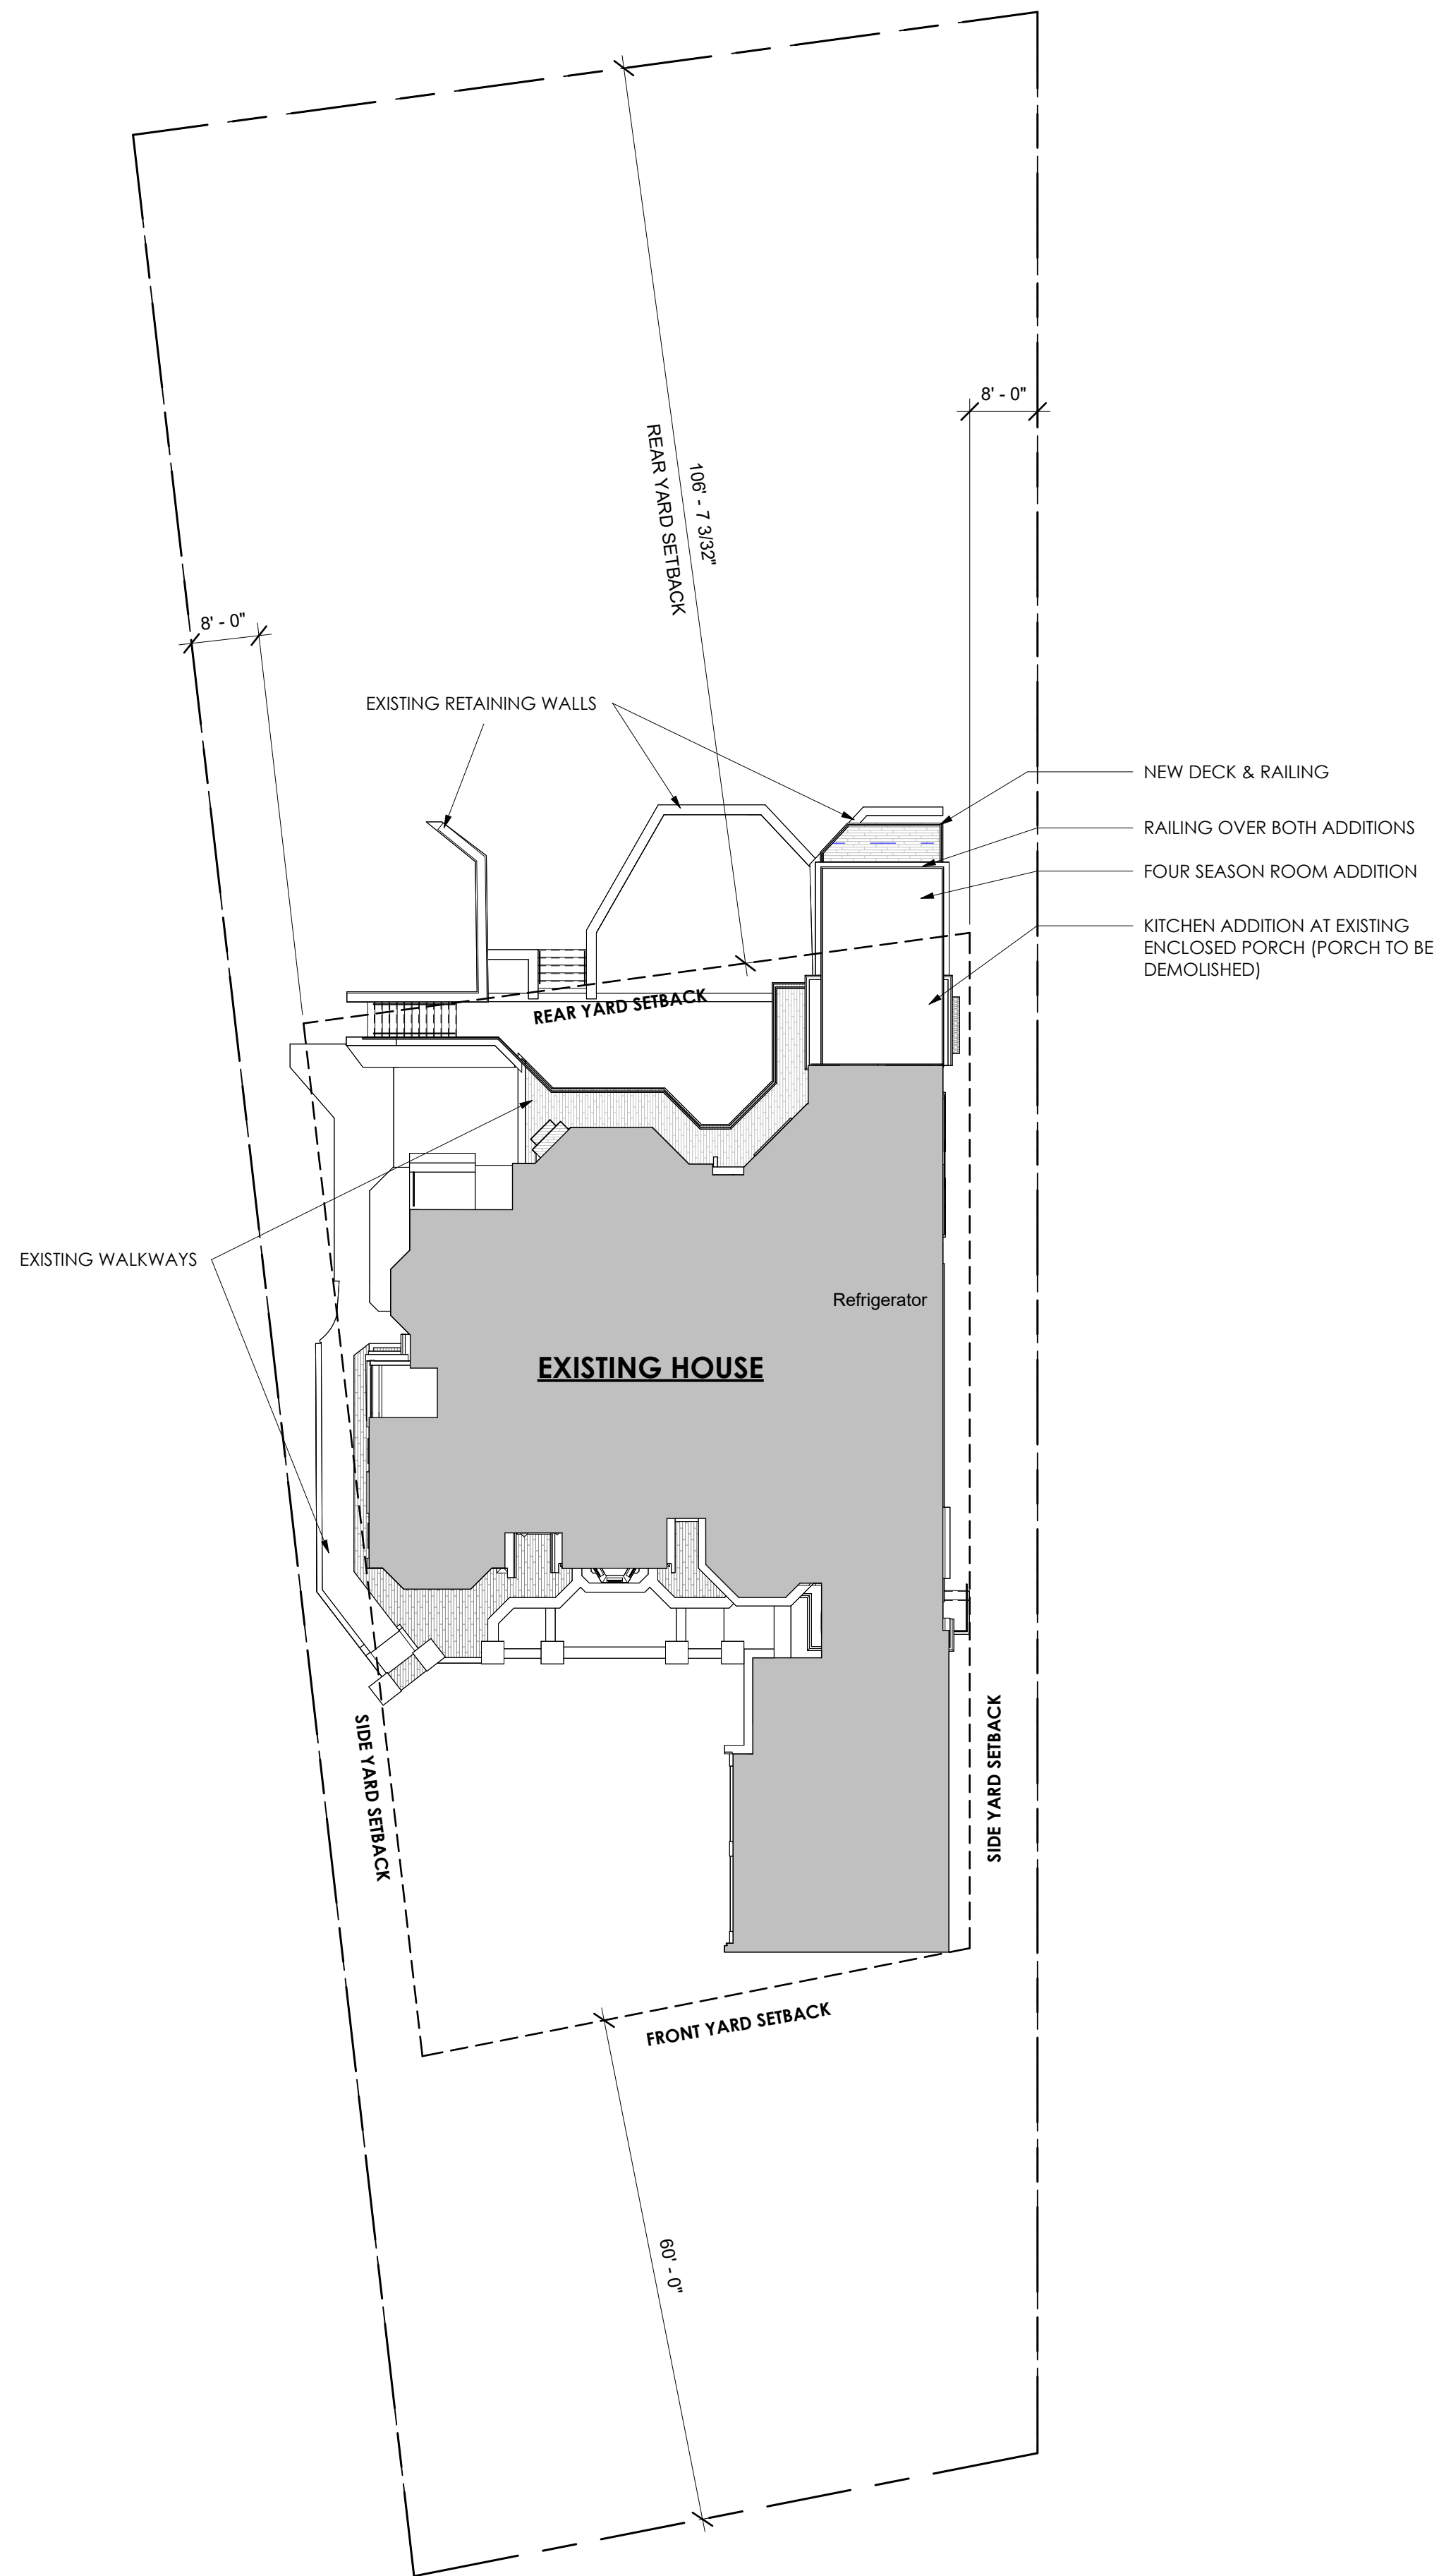 8' - 0"
106' - 7 3/32"
REAR YARD SETBACK
8' - 0"
EXISTING RETAINING WALLS
NEW DECK & RAILING
RAILING OVER BOTH ADDITIONS
FOUR SEASON ROOM ADDITION
KITCHEN ADDITION AT EXISTING
ENCLOSED PORCH (PORCH TO BE
DEMOLISHED)
REAR YARD SETBACK
EXISTING WALKWAYS
Refrigerator
EXISTING HOUSE
SIDE YARD SETBACK
SIDE YARD SETBACK
FRONT YARD SETBACK
60' - 0"